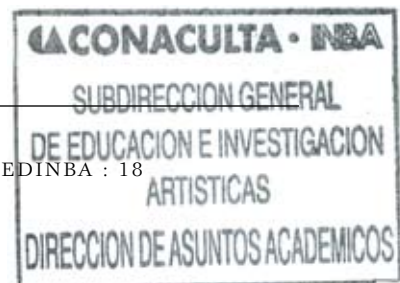 CONACULTA · INBA
SUBDIRECCION GENERAL
DE EDUCACION E INVESTIGACION
EDINBA : 18
ARTISTICAS
DIRECCION DE ASUNTOS ACADEMICOS